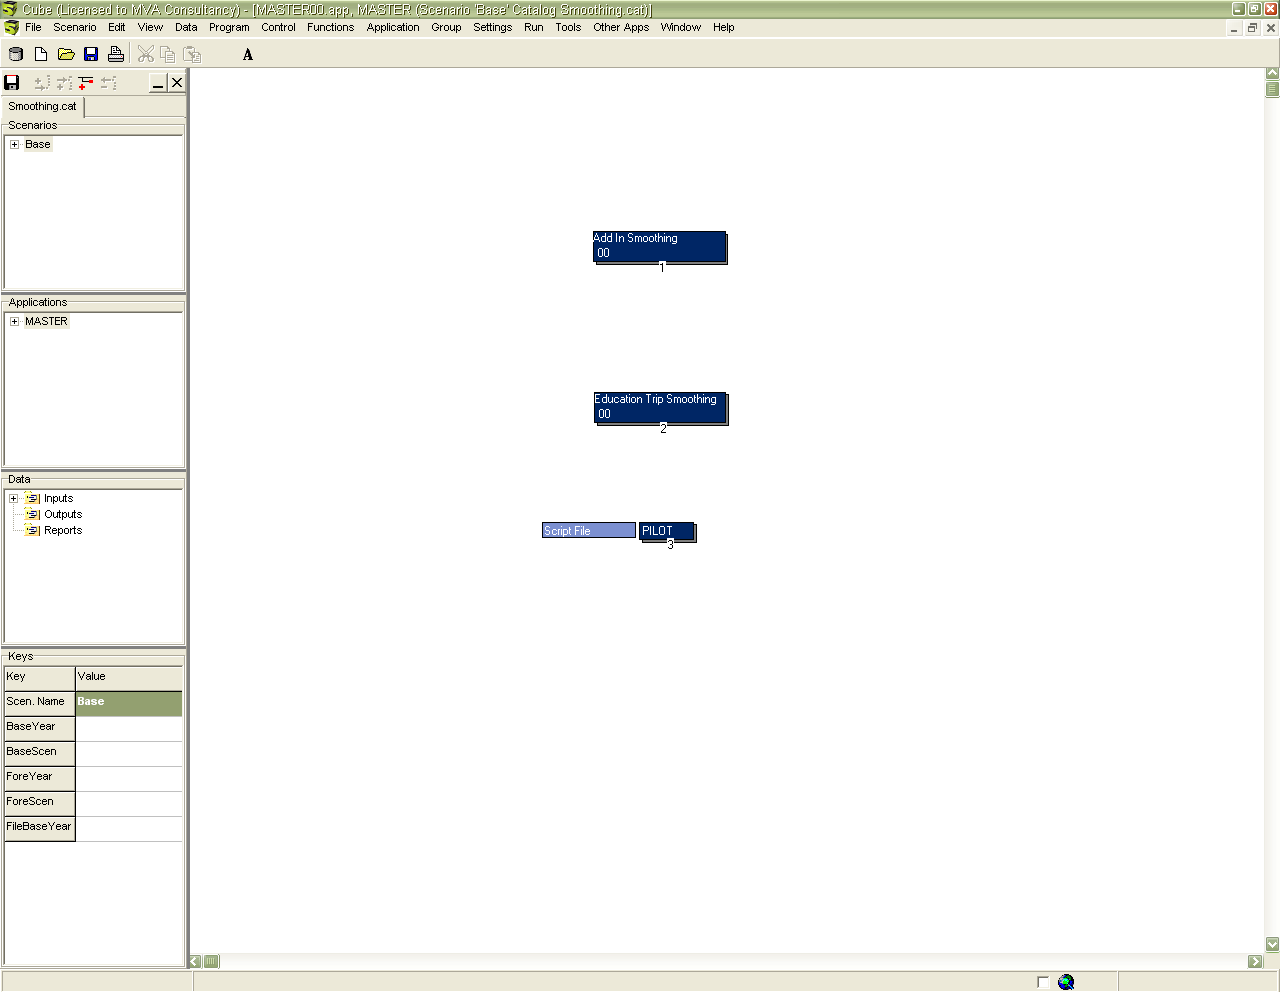 Cube (Licensed to MVA Consultancy) - [MASTER00.app, MASTER (Scenario 'Base' Catalog Smoothing.cat)]
File Scenario Edit View Data Program Control Functions Application Group Settings Run Tools Other Apps Window Help
A
Smoothing.cat
Scenarios
Base
Applications
MASTER
Data
Inputs
Outputs
Reports
Keys
Key Value
Scen. Name Base
BaseYear
BaseScen
ForeYear
ForeScen
FileBaseYear
Add In Smoothing
00
1
Education Trip Smoothing
00
2
Script File PILOT
3